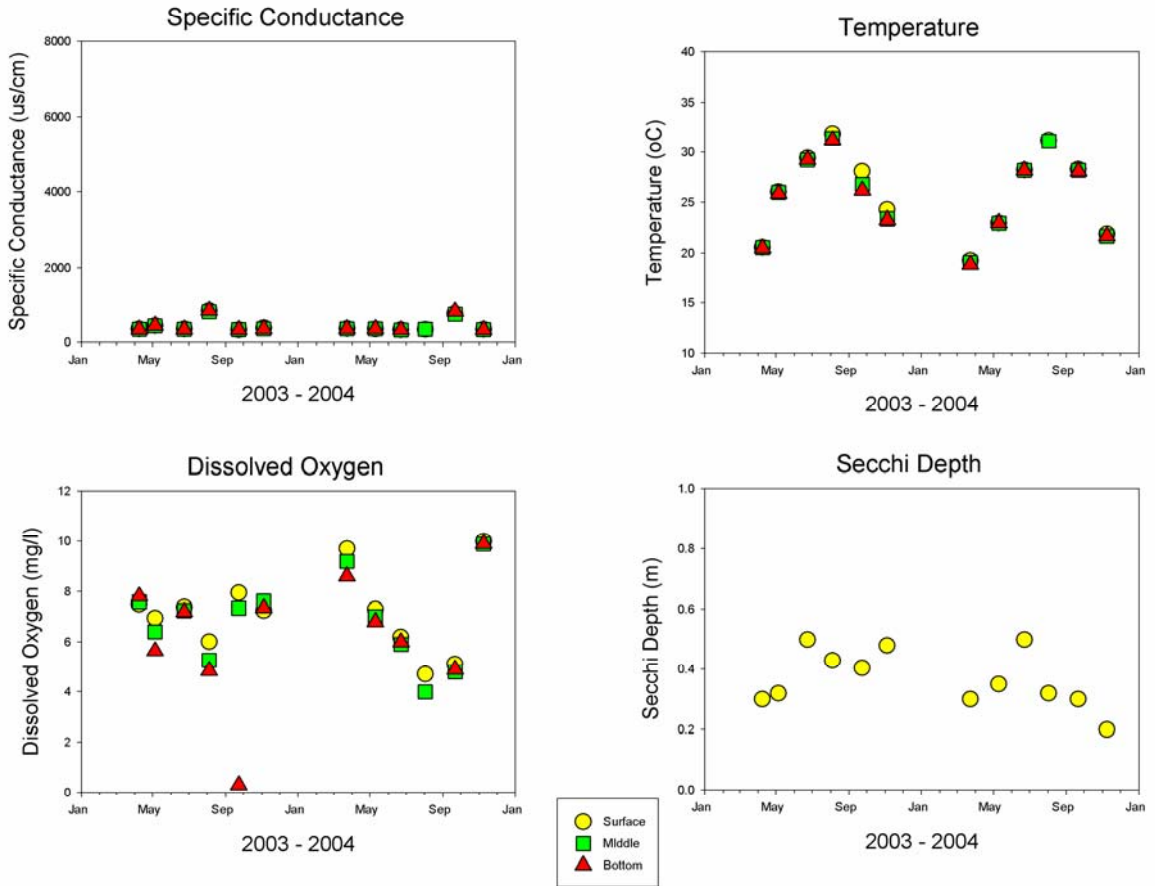 Specific Conductance
8000
6000
4000
2000
0
Specific Conductance (us/cm)
Jan May Sep Jan May Sep Jan
2003 - 2004
Temperature
40
35
30
25
20
15
10
Temperature (oC)
Jan May Sep Jan May Sep Jan
2003 - 2004
Dissolved Oxygen
12
10
8
6
4
2
0
Dissolved Oxygen (mg/l)
Jan May Sep Jan May Sep Jan
2003 - 2004
Secchi Depth
1.0
0.8
0.6
0.4
0.2
0.0
Secchi Depth (m)
Jan May Sep Jan May Sep Jan
2003 - 2004
Surface
MIddle
Bottom